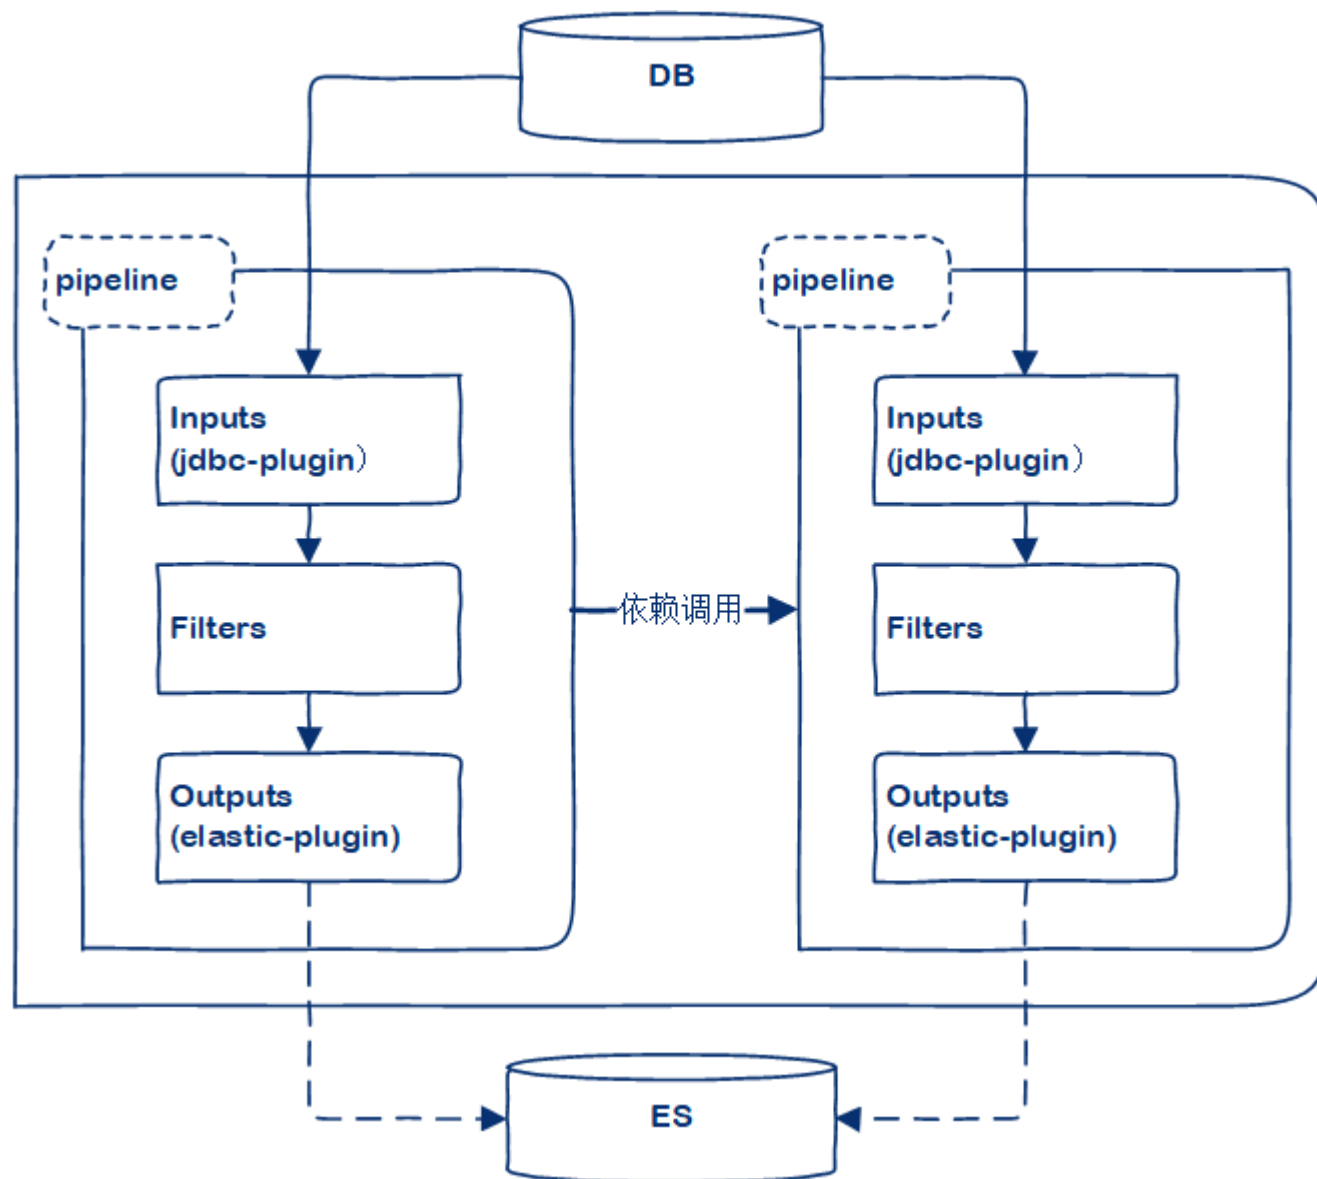 DB
pipeline
pipeline
Inputs
(jdbc-plugin）
Inputs
(jdbc-plugin）
Filters
依赖调用
Filters
Outputs
(elastic-plugin)
Outputs
(elastic-plugin)
ES